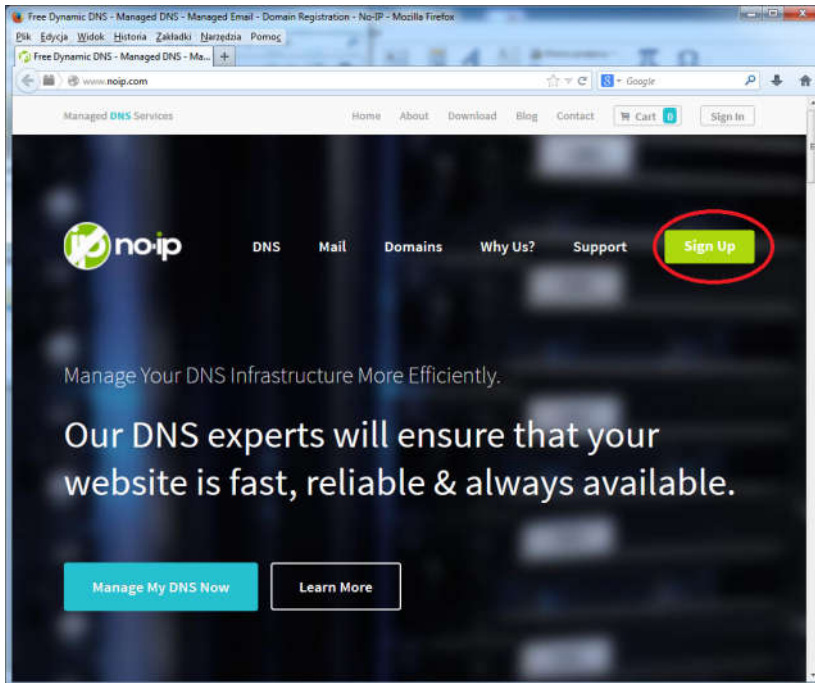 Free Dynamic DNS - Managed DNS - Managed Email - Domain Registration - No-IP - Mozilla Firefox
Plik Edycja Widok Historia Zakładki Narzędzia Pomoc
Free Dynamic DNS - Managed DNS - Ma... +
www.noip.com
8 - Google
Managed DNS Services Home About Download Blog Contact Cart 0 Sign In
no-ip DNS Mail Domains Why Us? Support Sign Up
Manage Your DNS Infrastructure More Efficiently.
Our DNS experts will ensure that your
website is fast, reliable & always available.
Manage My DNS Now Learn More